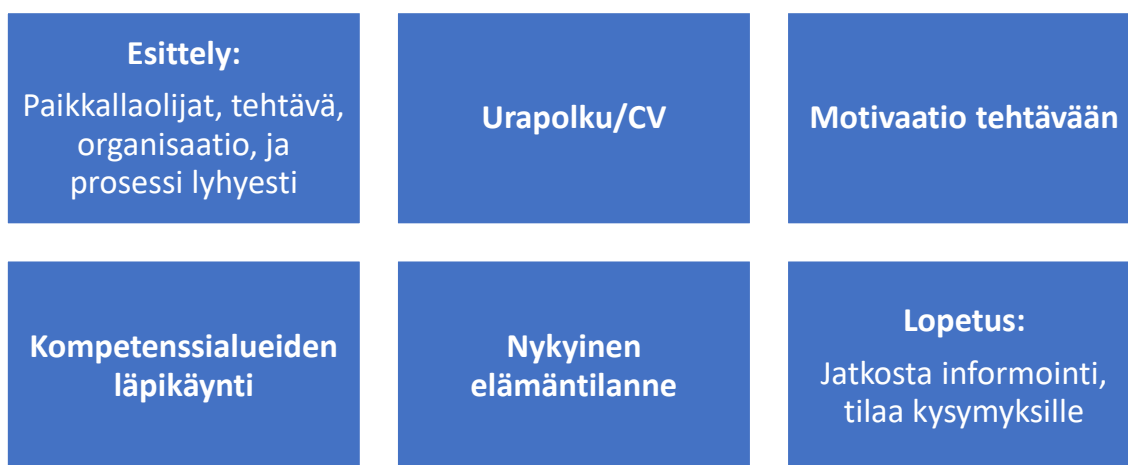 Esittely:
Paikkallaolijat, tehtävä,
organisaatio, ja
prosessi lyhyesti
Urapolku/CV
Motivaatio tehtävään
Kompetenssialueiden
läpikäynti
Nykyinen
elämäntilanne
Lopetus:
Jatkosta informointi,
tilaa kysymyksille